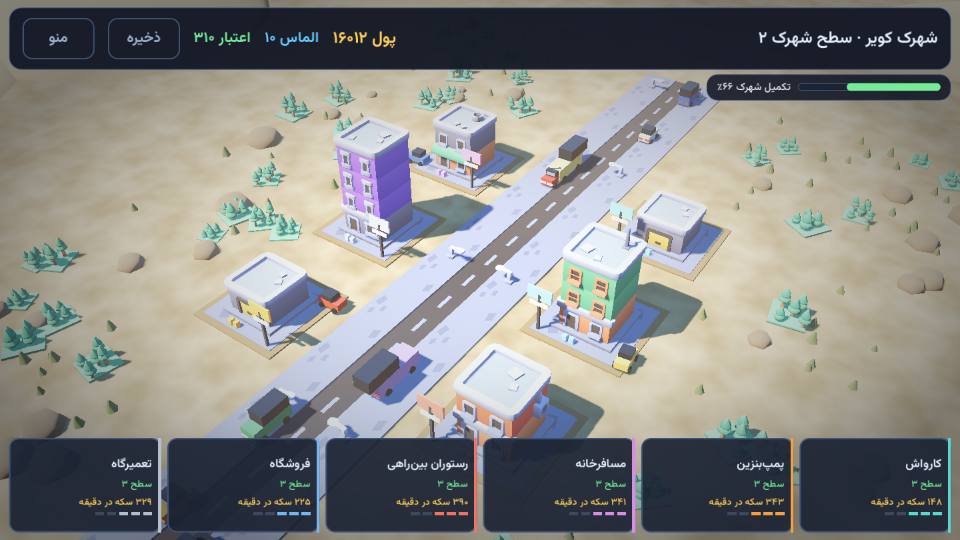 شهرک کویر · سطح شهرک ۲
پول ۱۶۰۱۲
الماس ۱۰
اعتبار ۳۱۰
ذخیره
منو
تکمیل شهرک ۶۶٪
کارواش
سطح ۳
۱۴۸ سکه در دقیقه
پمپ‌بنزین
سطح ۳
۳۴۳ سکه در دقیقه
مسافرخانه
سطح ۳
۳۴۱ سکه در دقیقه
رستوران بین‌راهی
سطح ۳
۳۹۰ سکه در دقیقه
فروشگاه
سطح ۳
۲۲۵ سکه در دقیقه
تعمیرگاه
سطح ۳
۳۲۹ سکه در دقیقه